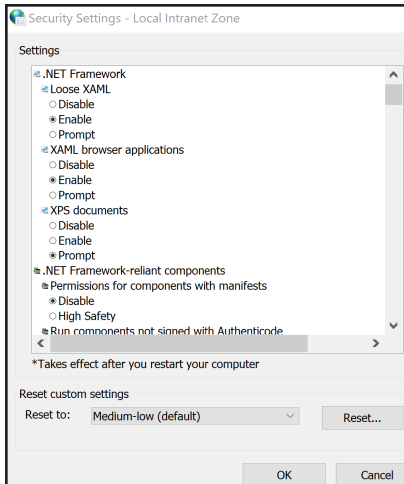 Security Settings - Local Intranet Zone
Settings
.NET Framework
Loose XAML
Disable
Enable
Prompt
XAML browser applications
Disable
Enable
Prompt
XPS documents
Disable
Enable
Prompt
.NET Framework-reliant components
Permissions for components with manifests
Disable
High Safety
Run components not signed with Authenticode
*Takes effect after you restart your computer
Reset custom settings
Reset to: Medium-low (default) Reset...
OK Cancel